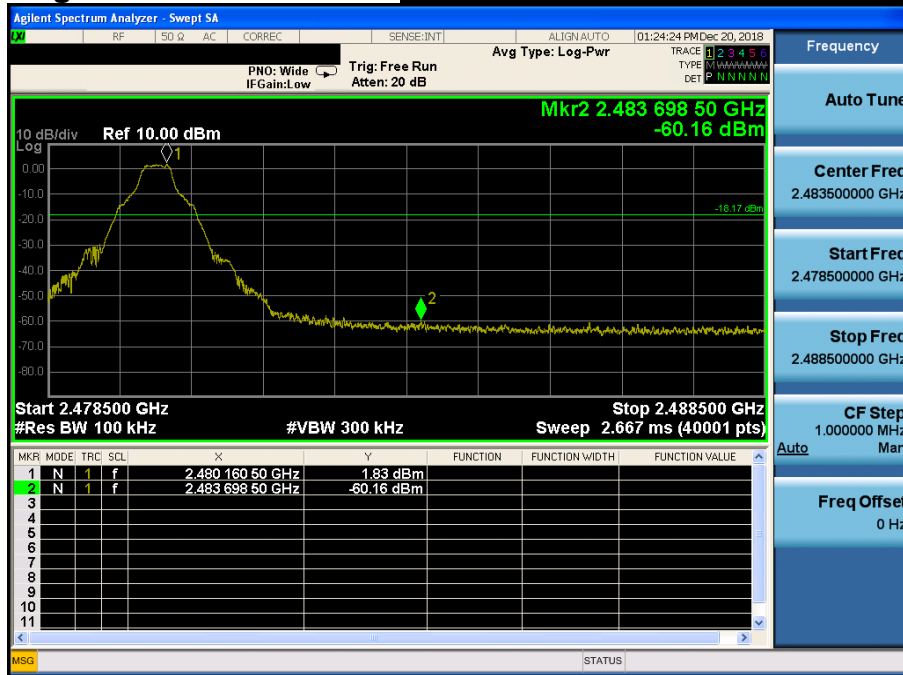 Agilent Spectrum Analyzer - Swept SA
LXI RF 50 Ω AC CORREC SENSE:INT ALIGN AUTO 01:24:24 PM Dec 20, 2018
Frequency
Avg Type: Log-Pwr
TRACE 1 2 3 4 5 6
TYPE M WWWWW
DET P N N N N N
PNO: Wide
IFGain:Low
Trig: Free Run
Atten: 20 dB
Auto Tune
Mkr2 2.483 698 50 GHz
-60.16 dBm
10 dB/div Ref 10.00 dBm
Log
0.00
-10.0
-20.0
-30.0
-40.0
-50.0
-60.0
-70.0
-80.0
1
-18.17 dBm
2
Center Freq
2.483500000 GHz
Start Freq
2.478500000 GHz
Stop Freq
2.488500000 GHz
Start 2.478500 GHz
Stop 2.488500 GHz
#Res BW 100 kHz #VBW 300 kHz Sweep 2.667 ms (40001 pts)
CF Step
1.000000 MHz
Auto Man
MKR MODE TRC SCL X Y FUNCTION FUNCTION WIDTH FUNCTION VALUE
1 N 1 f 2.480 160 50 GHz 1.83 dBm
2 N 1 f 2.483 698 50 GHz -60.16 dBm
3
4
5
6
7
8
9
10
11
Freq Offset
0 Hz
MSG STATUS